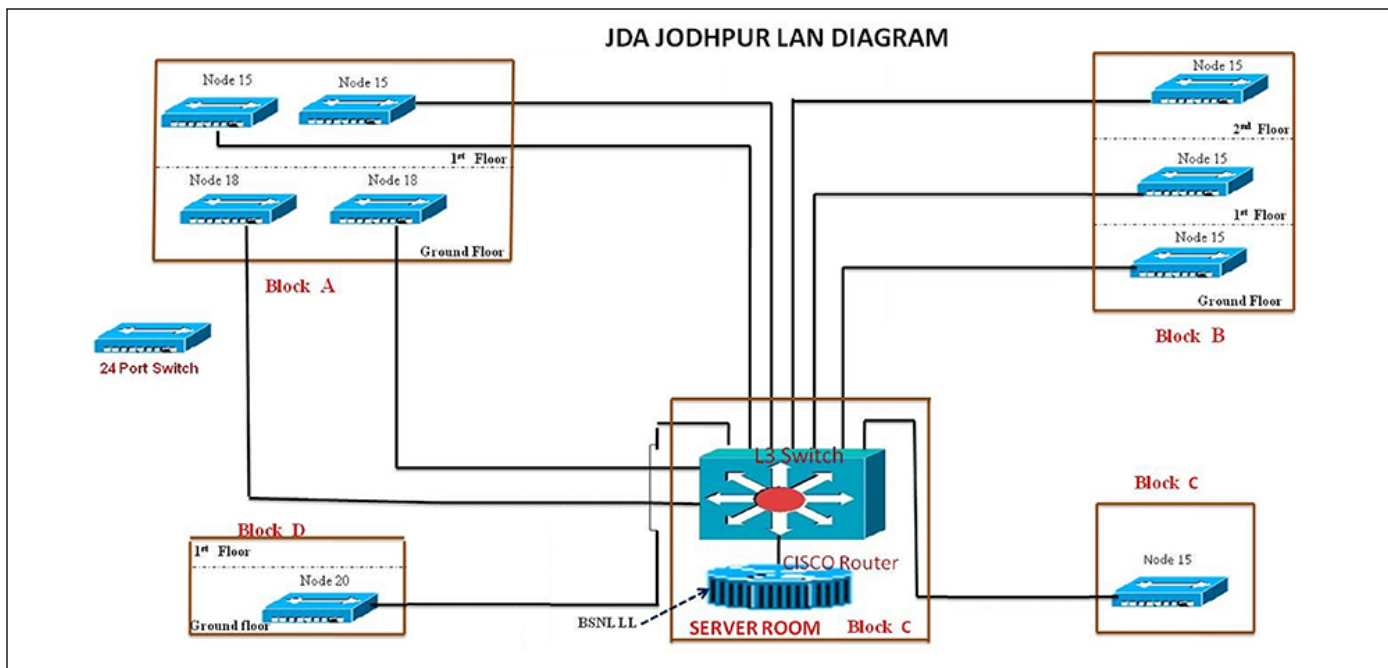 JDA JODHPUR LAN DIAGRAM
Node 15
Node 15
1st Floor
Node 18
Node 18
Ground Floor
Block A
Node 15
2nd Floor
Node 15
1st Floor
Node 15
Ground Floor
Block B
24 Port Switch
L3 Switch
CISCO Router
BSNL LL
SERVER ROOM
Block C
Block D
1st Floor
Node 20
Ground floor
Block C
Node 15